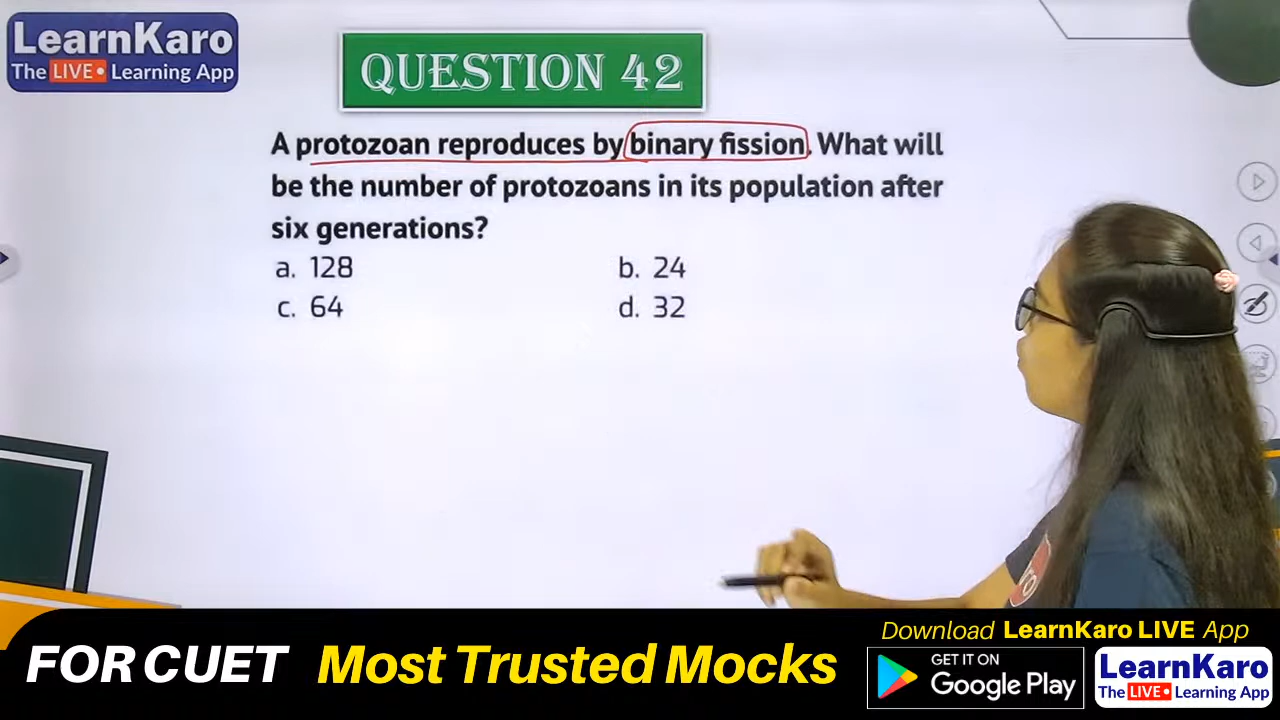 LearnKaro
The LIVE Learning App
QUESTION 42
A protozoan reproduces by binary fission. What will
be the number of protozoans in its population after
six generations?
a. 128
b. 24
c. 64
d. 32
FOR CUET Most Trusted Mocks
Download LearnKaro LIVE App
GET IT ON
Google Play
LearnKaro
The LIVE Learning App